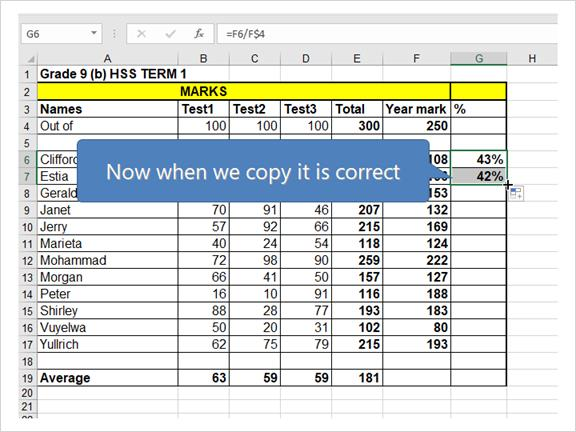 G6 fx =F6/F$4
A B C D E F G H
1 Grade 9 (b) HSS TERM 1
2 MARKS
3 Names Test1 Test2 Test3 Total Year mark %
4 Out of 100 100 100 300 250
5
6 108 43%
7 Estia 42%
Now when we copy it is correct
8 153
9 Janet 70 91 46 207 132
10 Jerry 57 92 66 215 169
11 Marieta 40 24 54 118 124
12 Mohammad 72 98 90 259 222
13 Morgan 66 41 50 157 127
14 Peter 16 10 91 116 188
15 Shirley 88 28 77 193 183
16 Vuyelwa 50 20 31 102 80
17 Yullrich 62 75 79 215 193
18
19 Average 63 59 59 181
20
21